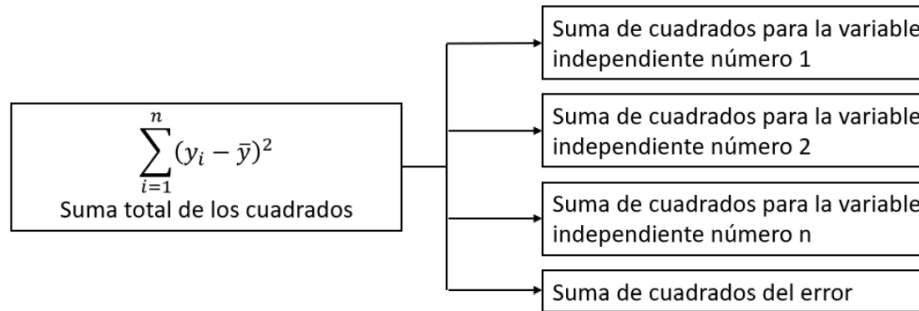 n
∑(yᵢ − ȳ)²
i=1
Suma total de los cuadrados
Suma de cuadrados para la variable
independiente número 1
Suma de cuadrados para la variable
independiente número 2
Suma de cuadrados para la variable
independiente número n
Suma de cuadrados del error